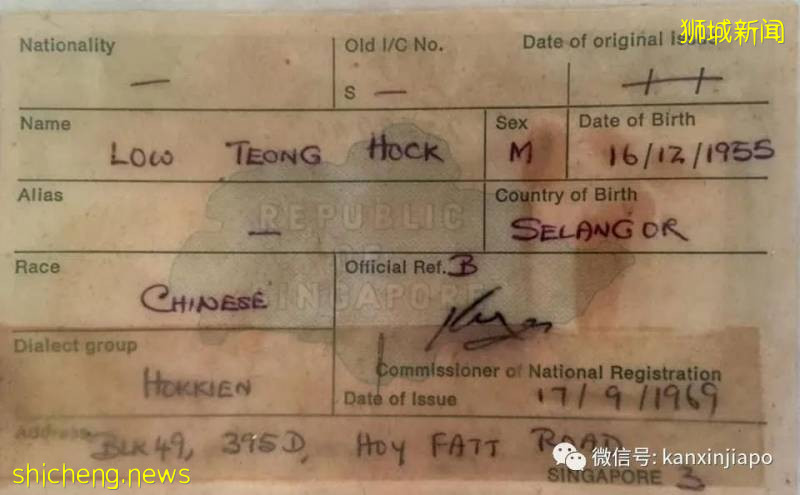 狮城新闻
Nationality Old I/C No. Date of original Issue
— S — ++
Name Sex Date of Birth
LOW TEONG HOCK M 16/12/1955
Alias Country of Birth
— SELANGOR
REPUBLIC
OF
SINGAPORE
Race Official Ref. B
CHINESE
Dialect group Commissioner of National Registration
HOKKIEN Date of Issue 17/9/1969
Address BLK 49, 395D, HOY FATT ROAD
微信号: kanxinjiapo
SINGAPORE 3
shicheng.news